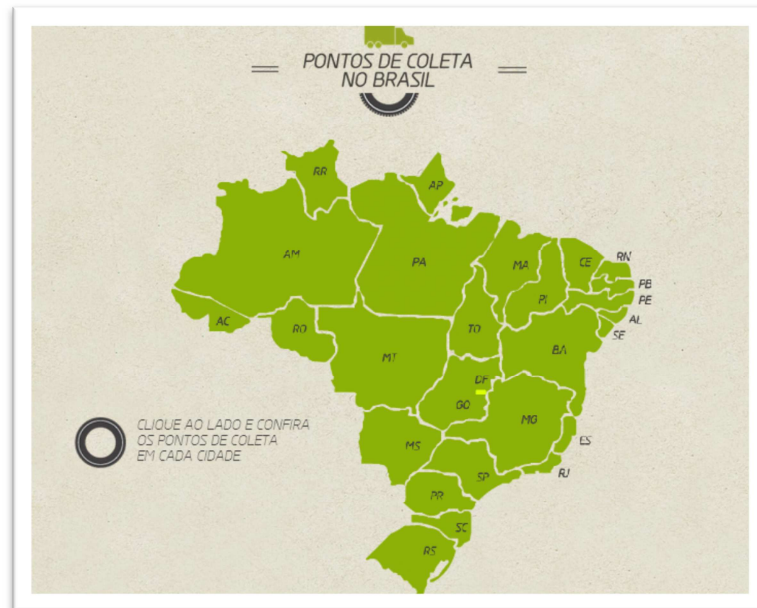 PONTOS DE COLETA
NO BRASIL
RR
AP
AM
PA
MA
CE
RN
PB
PI
PE
AL
AC
RO
TO
SE
MT
BA
DF
GO
MG
CLIQUE AO LADO E CONFIRA
OS PONTOS DE COLETA
EM CADA CIDADE
MS
ES
SP
RJ
PR
SC
RS